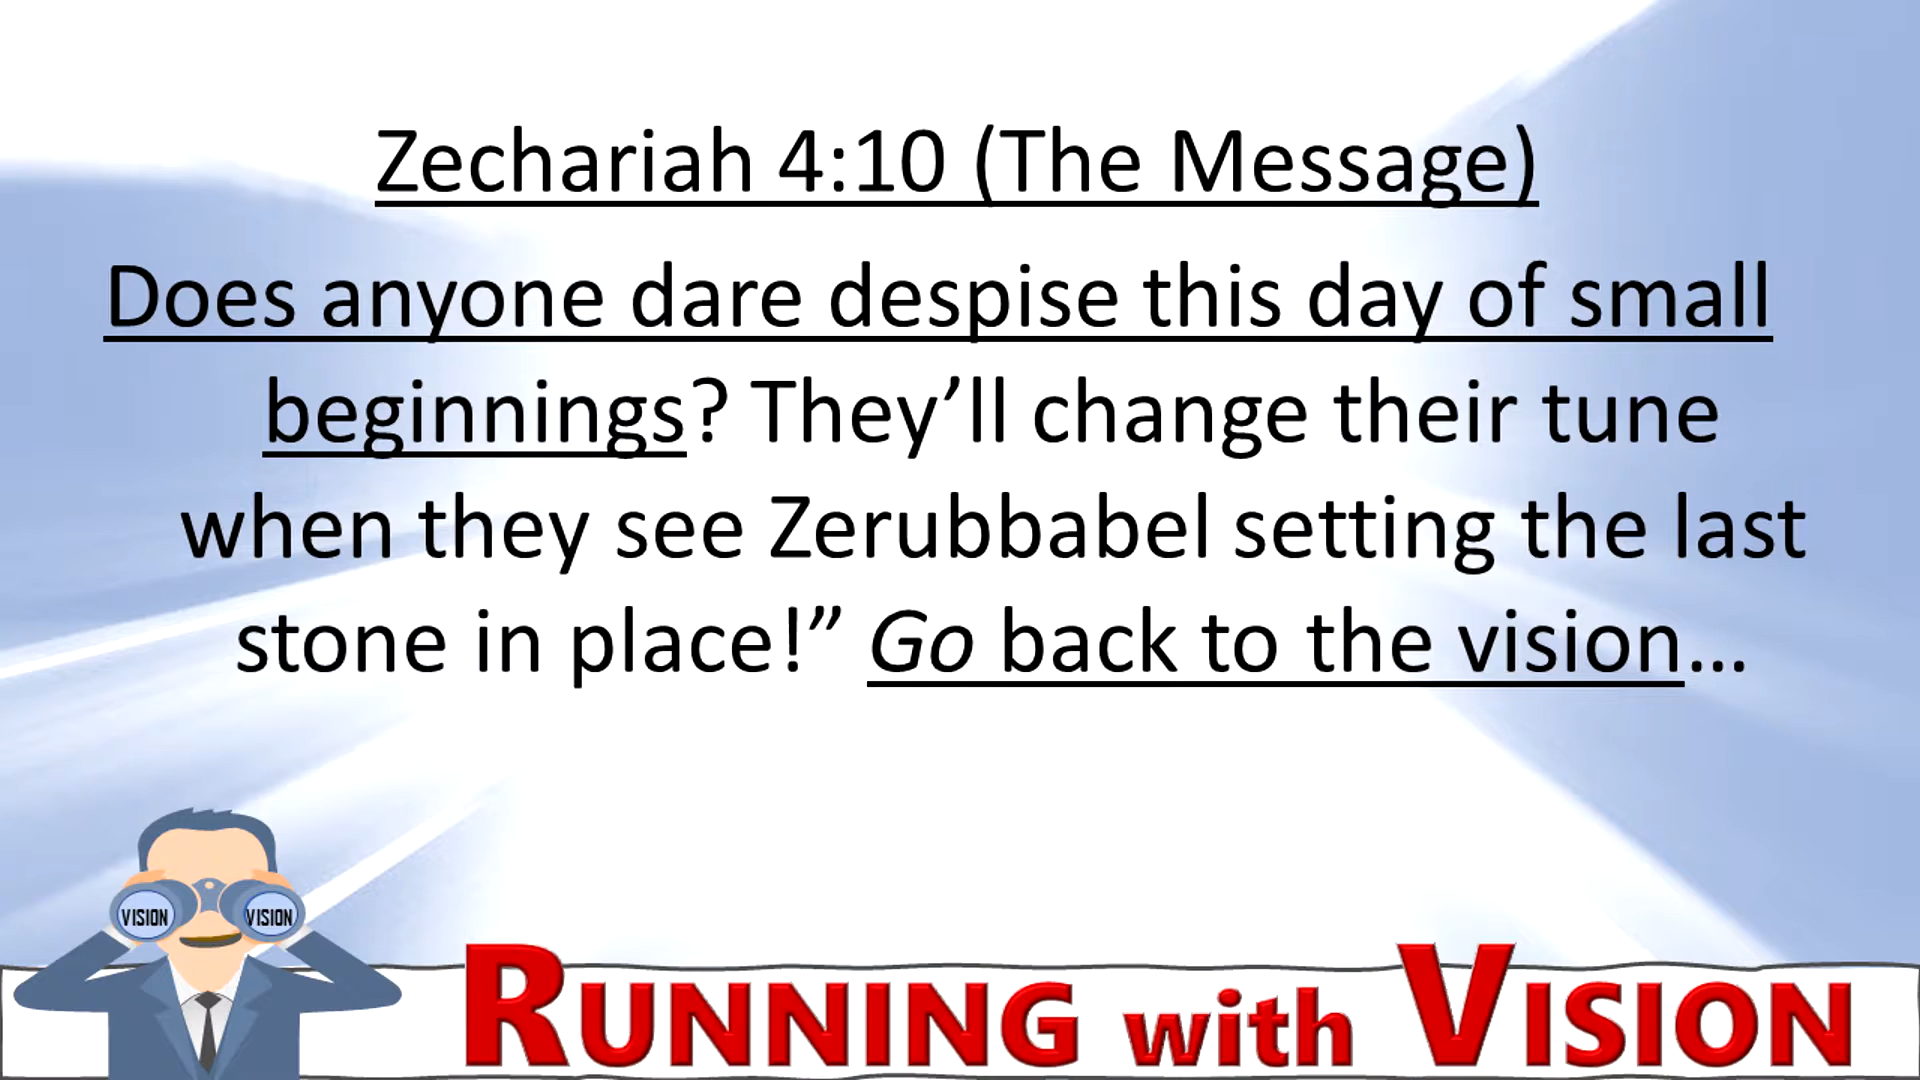 Zechariah 4:10 (The Message)
Does anyone dare despise this day of small
beginnings? They’ll change their tune
when they see Zerubbabel setting the last
stone in place!” Go back to the vision...
VISION VISION
RUNNING with VISION